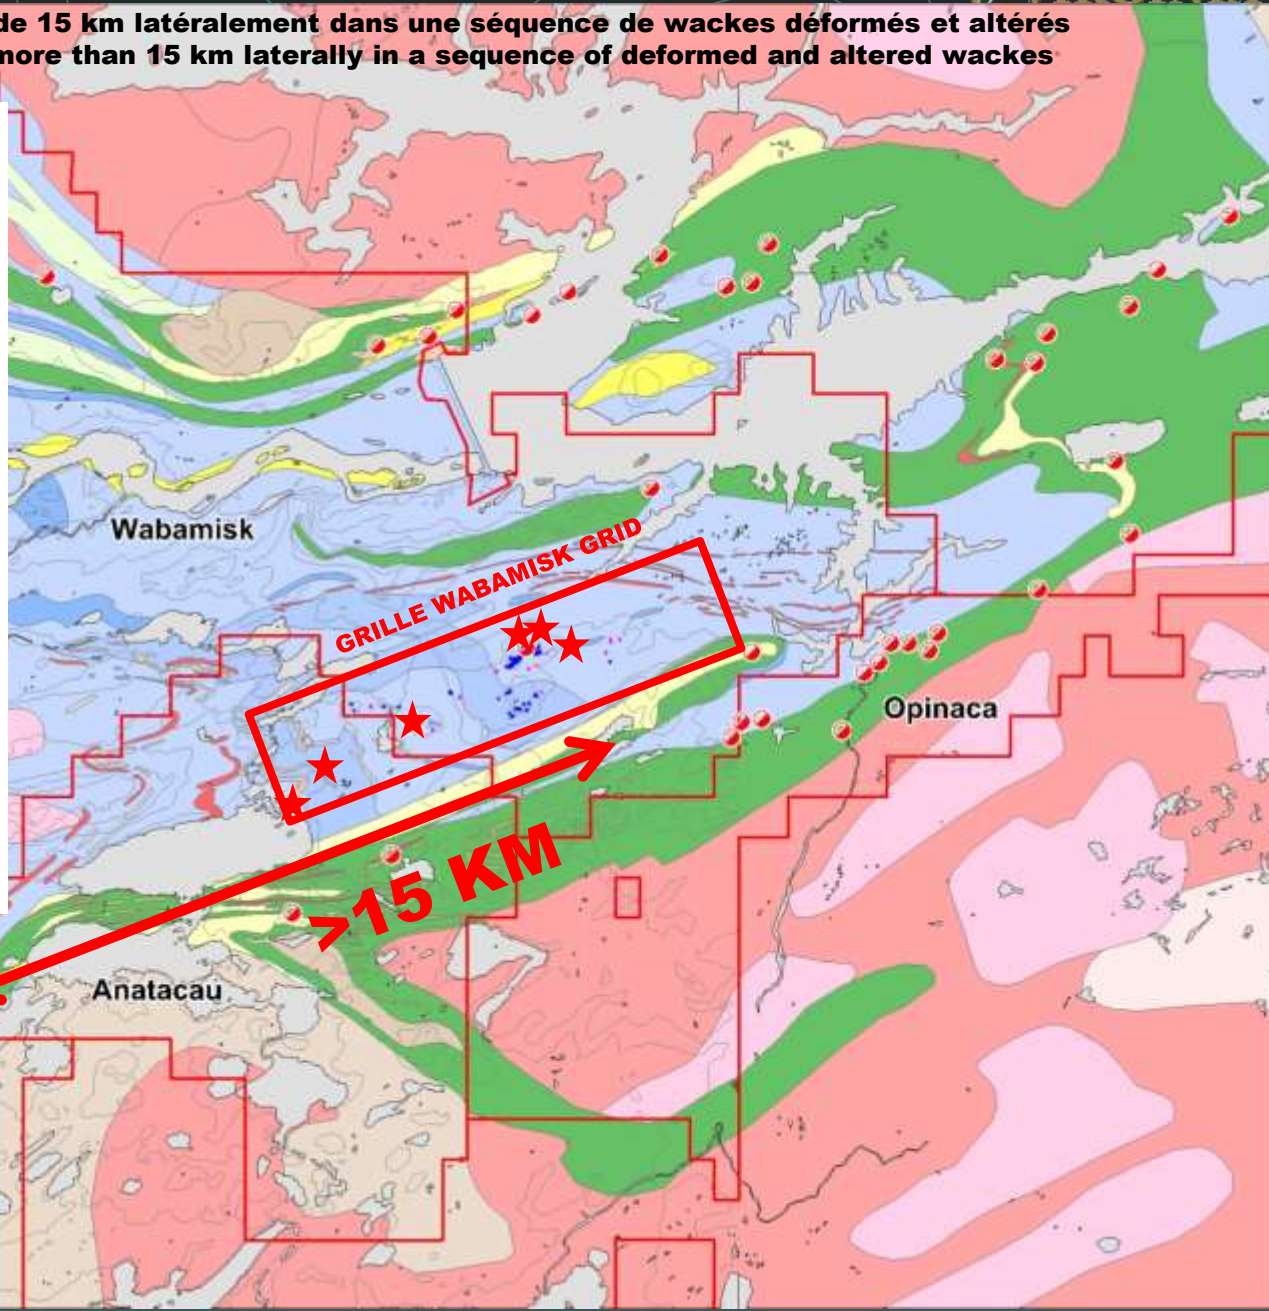 de 15 km latéralement dans une séquence de wackes déformés et altérés
more than 15 km laterally in a sequence of deformed and altered wackes
Wabamisk
GRILLE WABAMISK GRID
Opinaca
>15 KM
Anatacau